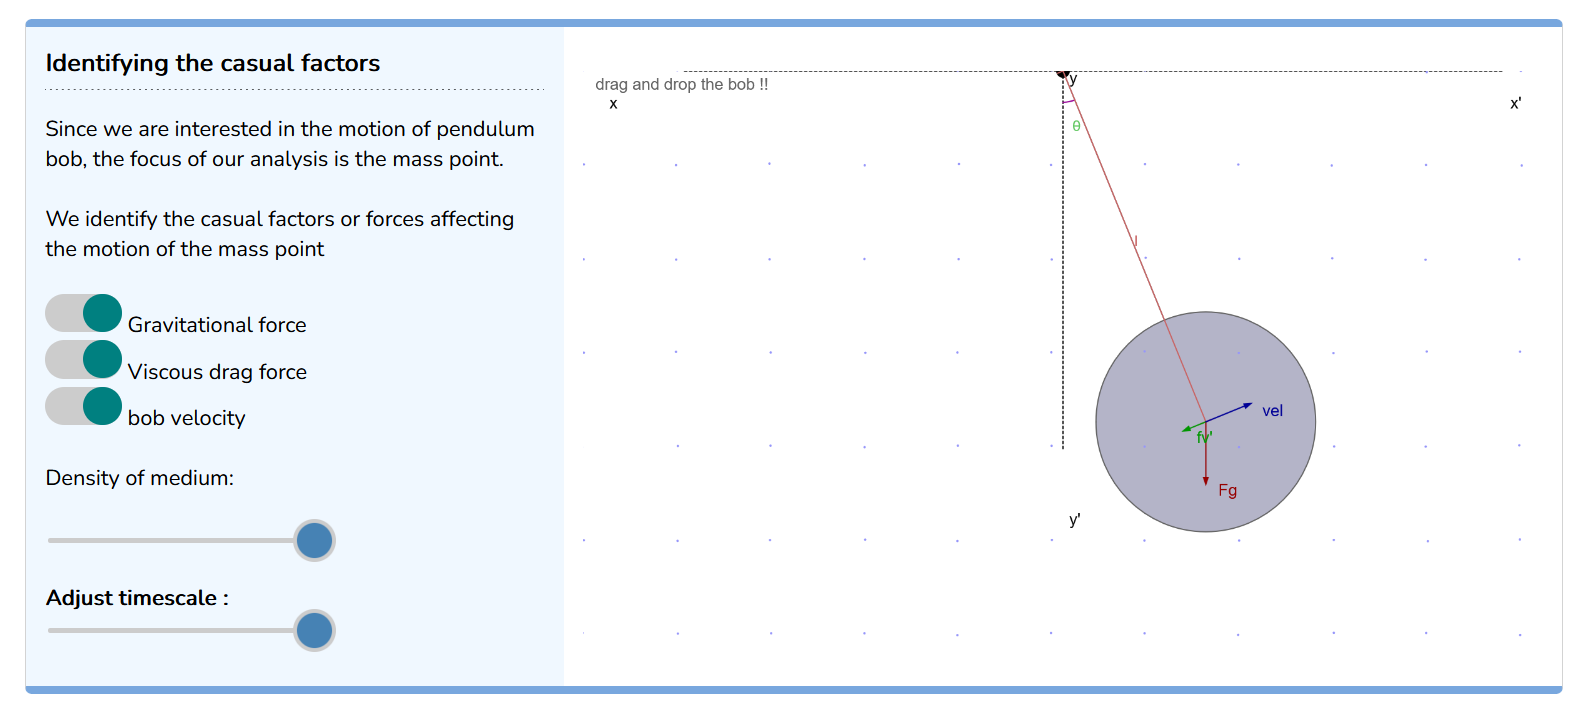 Identifying the casual factors
Since we are interested in the motion of pendulum
bob, the focus of our analysis is the mass point.
We identify the casual factors or forces affecting
the motion of the mass point
Gravitational force
Viscous drag force
bob velocity
Density of medium:
Adjust timescale :
drag and drop the bob !!
x
y
x'
θ
l
vel
fv'
Fg
y'